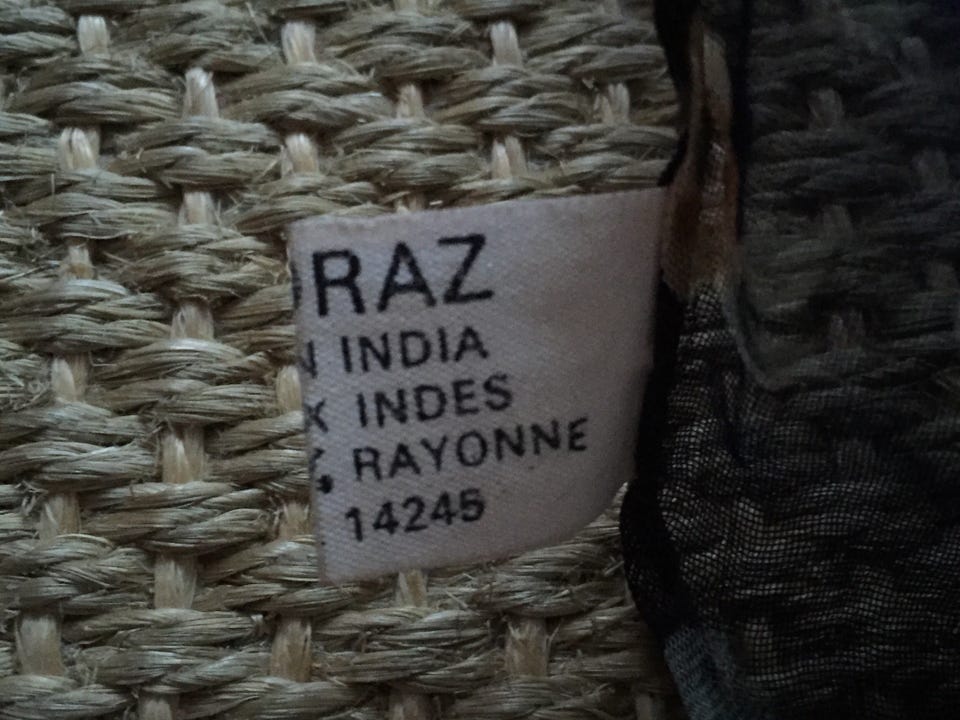 RAZ
N INDIA
X INDES
% RAYONNE
14245